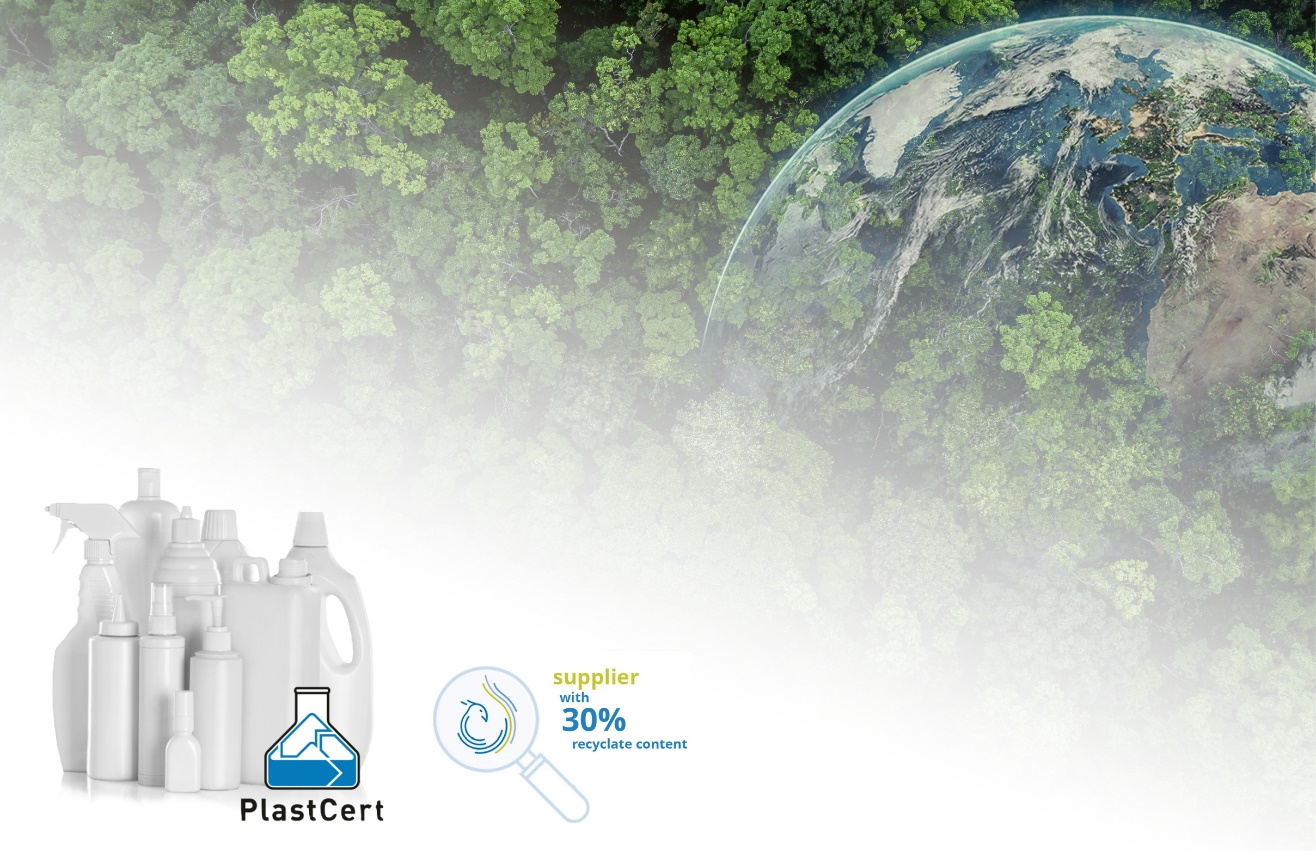 supplier
with
30%
recyclate content
PlastCert